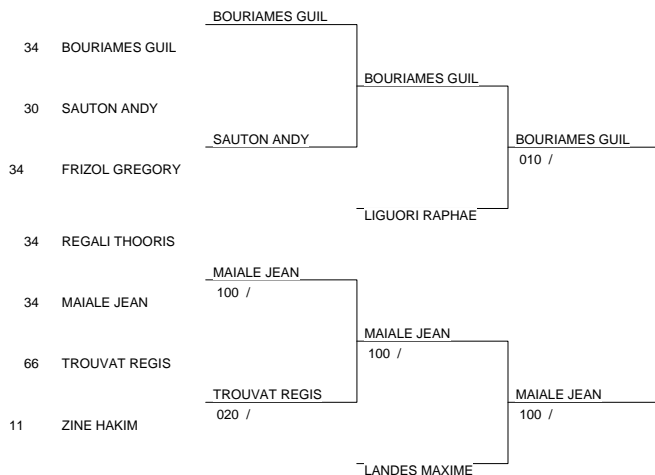 BOURIAMES GUIL
34 BOURIAMES GUIL
BOURIAMES GUIL
30 SAUTON ANDY
SAUTON ANDY
BOURIAMES GUIL
010 /
34 FRIZOL GREGORY
LIGUORI RAPHAE
34 REGALI THOORIS
MAIALE JEAN
100 /
34 MAIALE JEAN
MAIALE JEAN
100 /
66 TROUVAT REGIS
TROUVAT REGIS
020 /
MAIALE JEAN
100 /
11 ZINE HAKIM
LANDES MAXIME